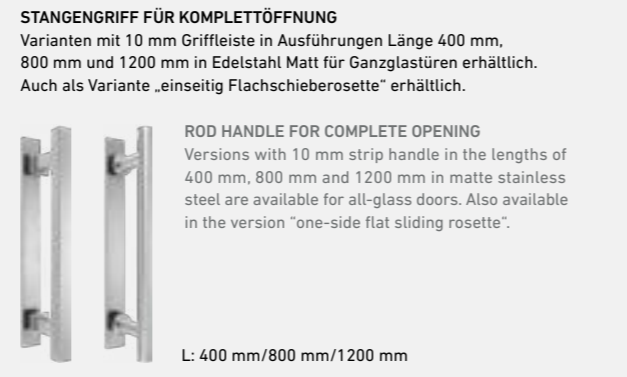 STANGENGRIFF FÜR KOMPLETTÖFFNUNG
Varianten mit 10 mm Griffleiste in Ausführungen Länge 400 mm,
800 mm und 1200 mm in Edelstahl Matt für Ganzglastüren erhältlich.
Auch als Variante „einseitig Flachschieberosette“ erhältlich.
ROD HANDLE FOR COMPLETE OPENING
Versions with 10 mm strip handle in the lengths of
400 mm, 800 mm and 1200 mm in matte stainless
steel are available for all-glass doors. Also available
in the version “one-side flat sliding rosette“.
L: 400 mm/800 mm/1200 mm